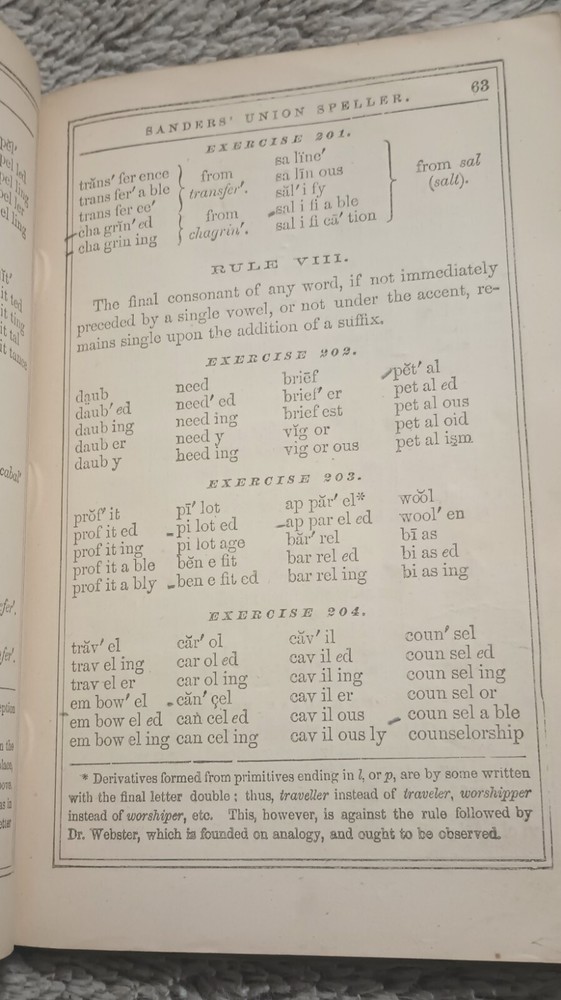 63
SANDERS' UNION SPELLER.
EXERCISE 201.
trăns' fer ence
trans fer' a ble
trans fer ee'
from
transfer'.
cha grïn' ed
cha grin ing
from
chagrin'.
sa līne'
sa lin ous
săl' i fy
sal i fi a ble
sal i fi cā' tion
from sal
(salt).
RULE VIII.
The final consonant of any word, if not immediately
preceded by a single vowel, or not under the accent, re-
mains single upon the addition of a suffix.
EXERCISE 202.
daub
daub' ed
daub ing
daub er
daub y
need
need' ed
need ing
need y
heed ing
briēf
brief' er
brief est
vĭg or
vig or ous
pĕt' al
pet al ed
pet al ous
pet al oid
pet al ism
EXERCISE 203.
prŏf' it
prof it ed
prof it ing
prof it a ble
prof it a bly
pī' lot
pi lot ed
pi lot age
bĕn e fit
ben e fit ed
ap păr' el*
ap par el ed
băr' rel
bar rel ed
bar rel ing
wŏol
wool' en
bī as
bi as ed
bi as ing
EXERCISE 204.
trăv' el
trav el ing
trav el er
em bow' el
em bow el ed
em bow el ing
căr' ol
car ol ed
car ol ing
căn' çel
can cel ed
can cel ing
căv' il
cav il ed
cav il ing
cav il er
cav il ous
cav il ous ly
coun' sel
coun sel ed
coun sel ing
coun sel or
coun sel a ble
counselorship
* Derivatives formed from primitives ending in l, or p, are by some written
with the final letter double; thus, traveller instead of traveler, worshipper
instead of worshiper, etc. This, however, is against the rule followed by
Dr. Webster, which is founded on analogy, and ought to be observed.